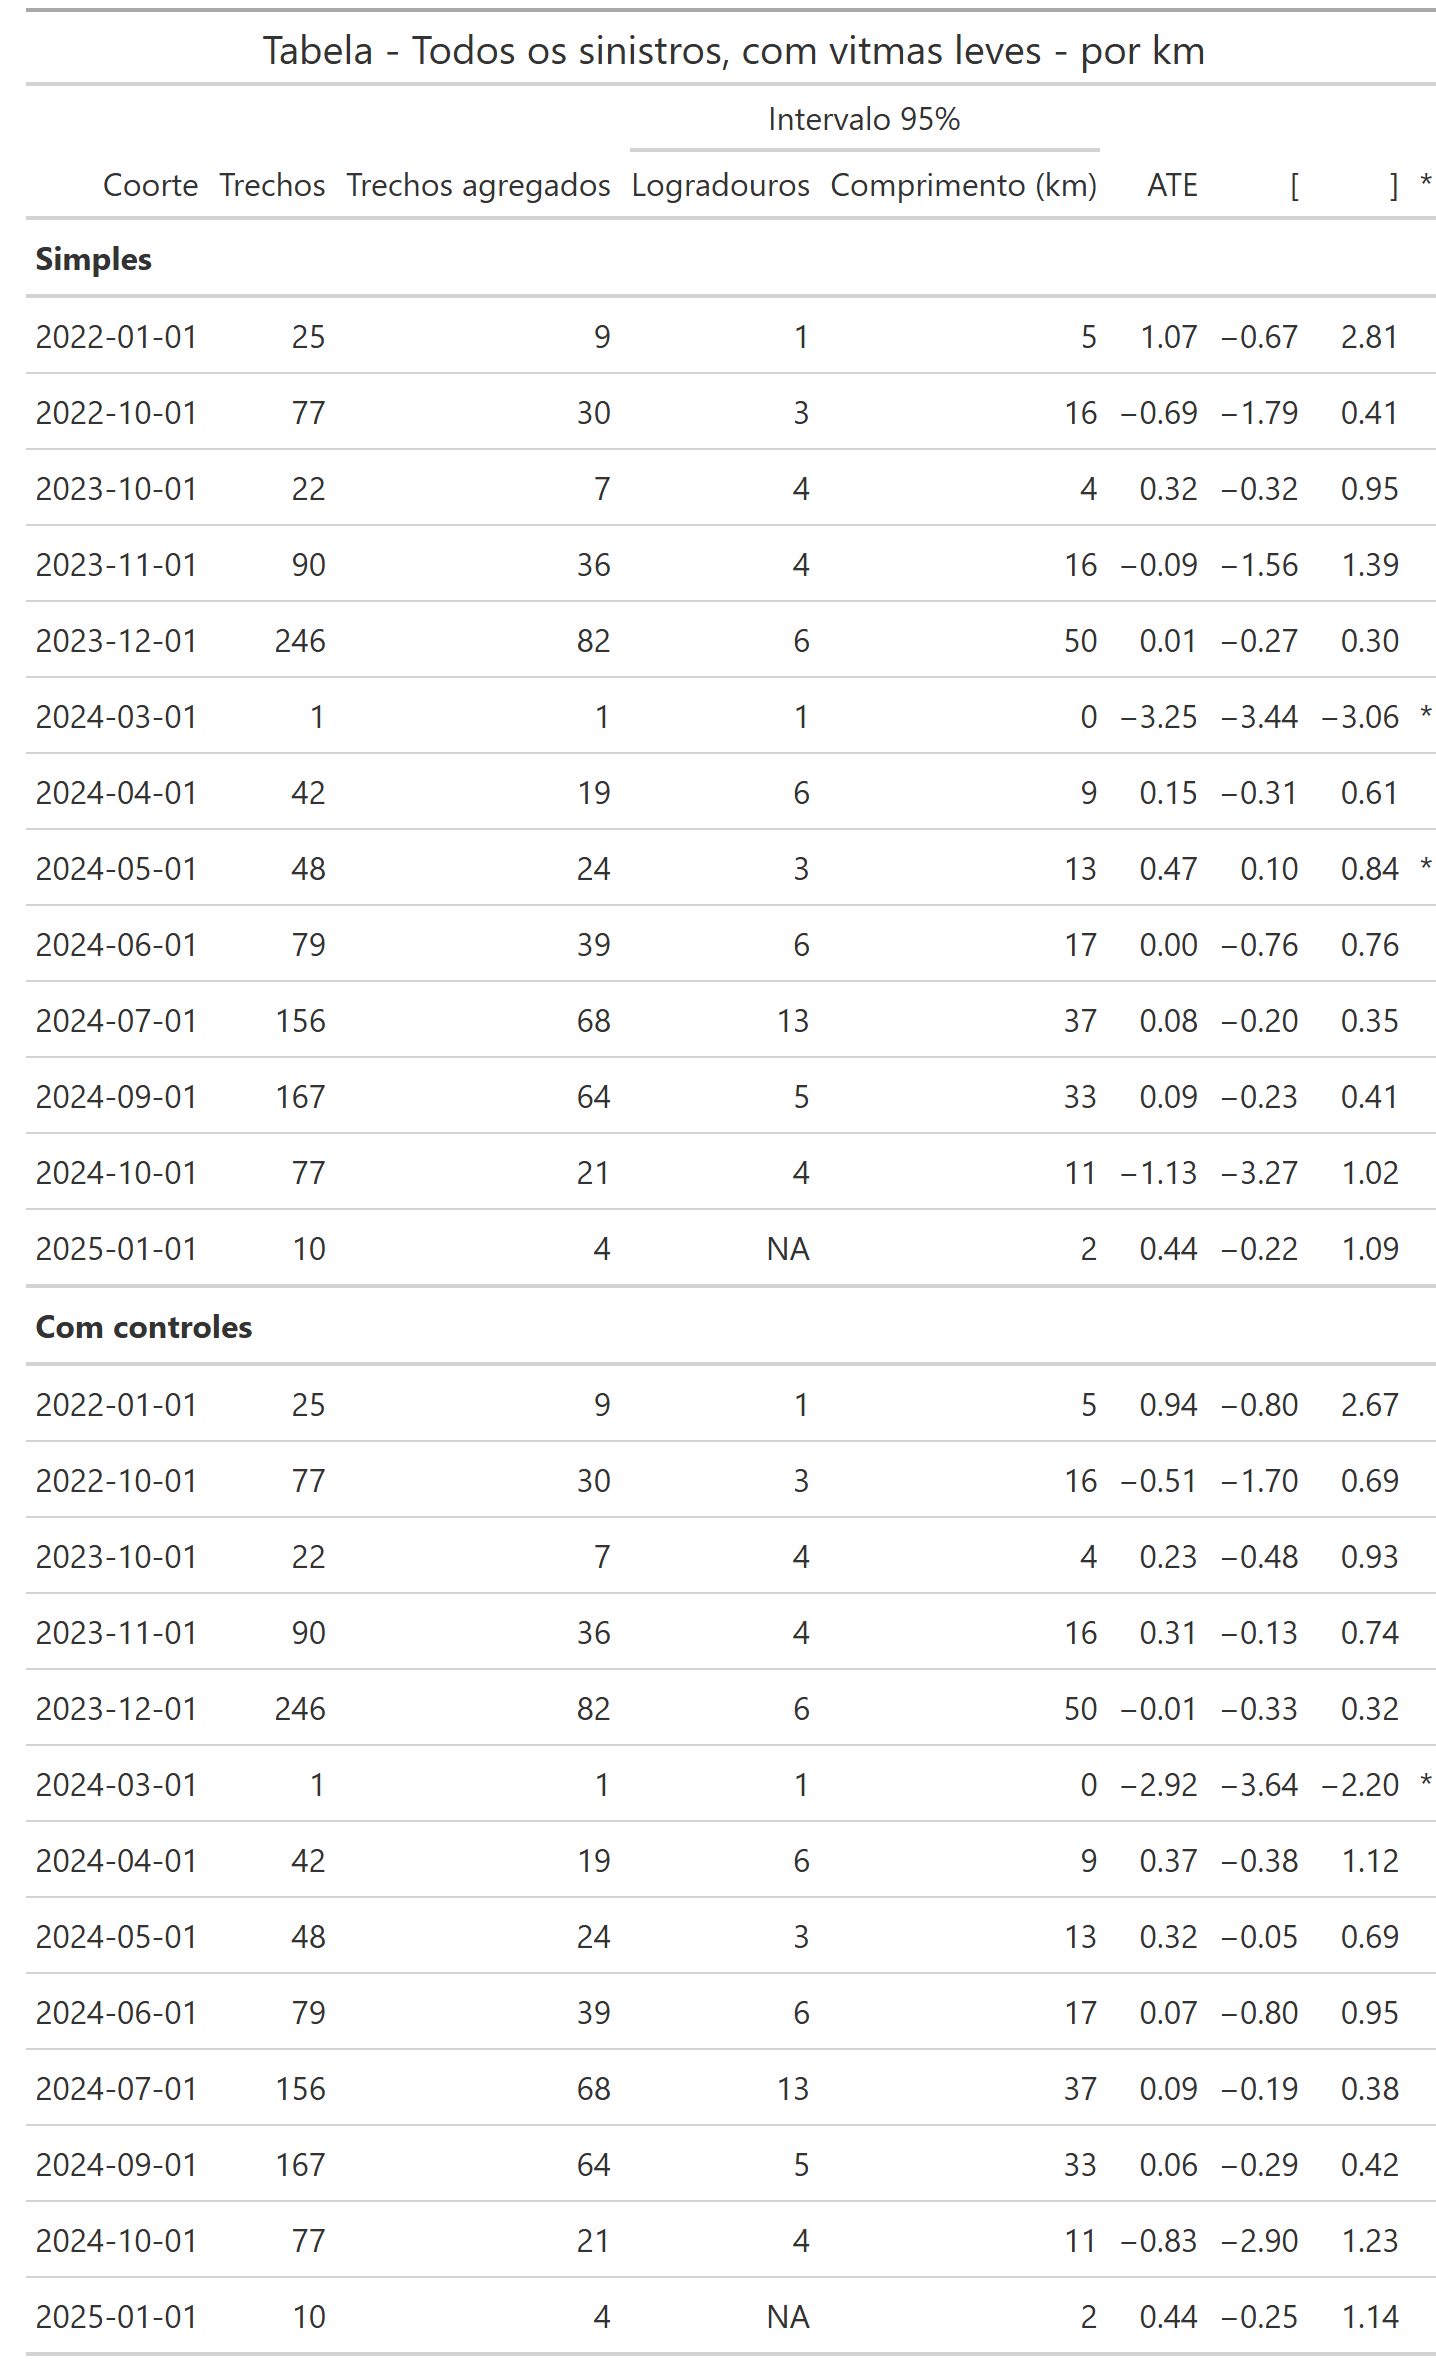 Tabela - Todos os sinistros, com vitmas leves - por km
Intervalo 95%
Coorte Trechos Trechos agregados Logradouros Comprimento (km) ATE [ ] *
Simples
2022-01-01 25 9 1 5 1.07 −0.67 2.81
2022-10-01 77 30 3 16 −0.69 −1.79 0.41
2023-10-01 22 7 4 4 0.32 −0.32 0.95
2023-11-01 90 36 4 16 −0.09 −1.56 1.39
2023-12-01 246 82 6 50 0.01 −0.27 0.30
2024-03-01 1 1 1 0 −3.25 −3.44 −3.06 *
2024-04-01 42 19 6 9 0.15 −0.31 0.61
2024-05-01 48 24 3 13 0.47 0.10 0.84 *
2024-06-01 79 39 6 17 0.00 −0.76 0.76
2024-07-01 156 68 13 37 0.08 −0.20 0.35
2024-09-01 167 64 5 33 0.09 −0.23 0.41
2024-10-01 77 21 4 11 −1.13 −3.27 1.02
2025-01-01 10 4 NA 2 0.44 −0.22 1.09
Com controles
2022-01-01 25 9 1 5 0.94 −0.80 2.67
2022-10-01 77 30 3 16 −0.51 −1.70 0.69
2023-10-01 22 7 4 4 0.23 −0.48 0.93
2023-11-01 90 36 4 16 0.31 −0.13 0.74
2023-12-01 246 82 6 50 −0.01 −0.33 0.32
2024-03-01 1 1 1 0 −2.92 −3.64 −2.20 *
2024-04-01 42 19 6 9 0.37 −0.38 1.12
2024-05-01 48 24 3 13 0.32 −0.05 0.69
2024-06-01 79 39 6 17 0.07 −0.80 0.95
2024-07-01 156 68 13 37 0.09 −0.19 0.38
2024-09-01 167 64 5 33 0.06 −0.29 0.42
2024-10-01 77 21 4 11 −0.83 −2.90 1.23
2025-01-01 10 4 NA 2 0.44 −0.25 1.14